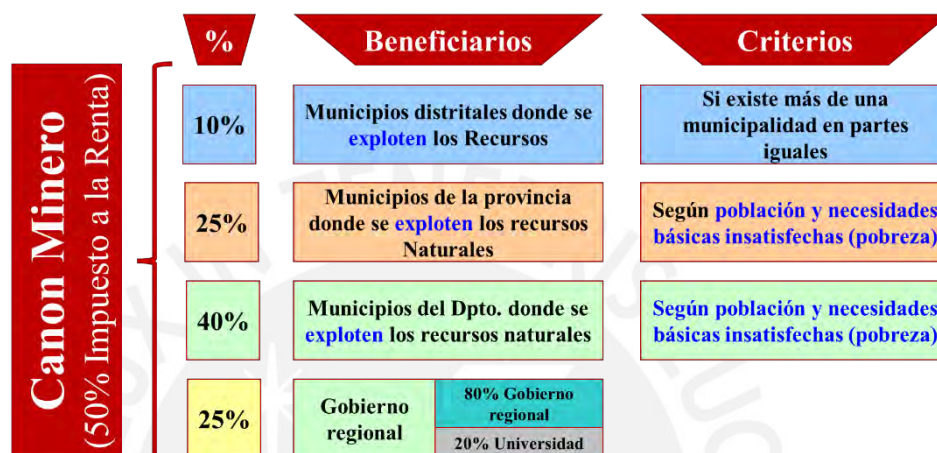 %
Beneficiarios
Criterios
Canon Minero
(50% Impuesto a la Renta)
10%
Municipios distritales donde se
exploten los Recursos
Si existe más de una
municipalidad en partes
iguales
25%
Municipios de la provincia
donde se exploten los recursos
Naturales
Según población y necesidades
básicas insatisfechas (pobreza)
40%
Municipios del Dpto. donde se
exploten los recursos naturales
Según población y necesidades
básicas insatisfechas (pobreza)
25%
Gobierno
regional
80% Gobierno
regional
20% Universidad